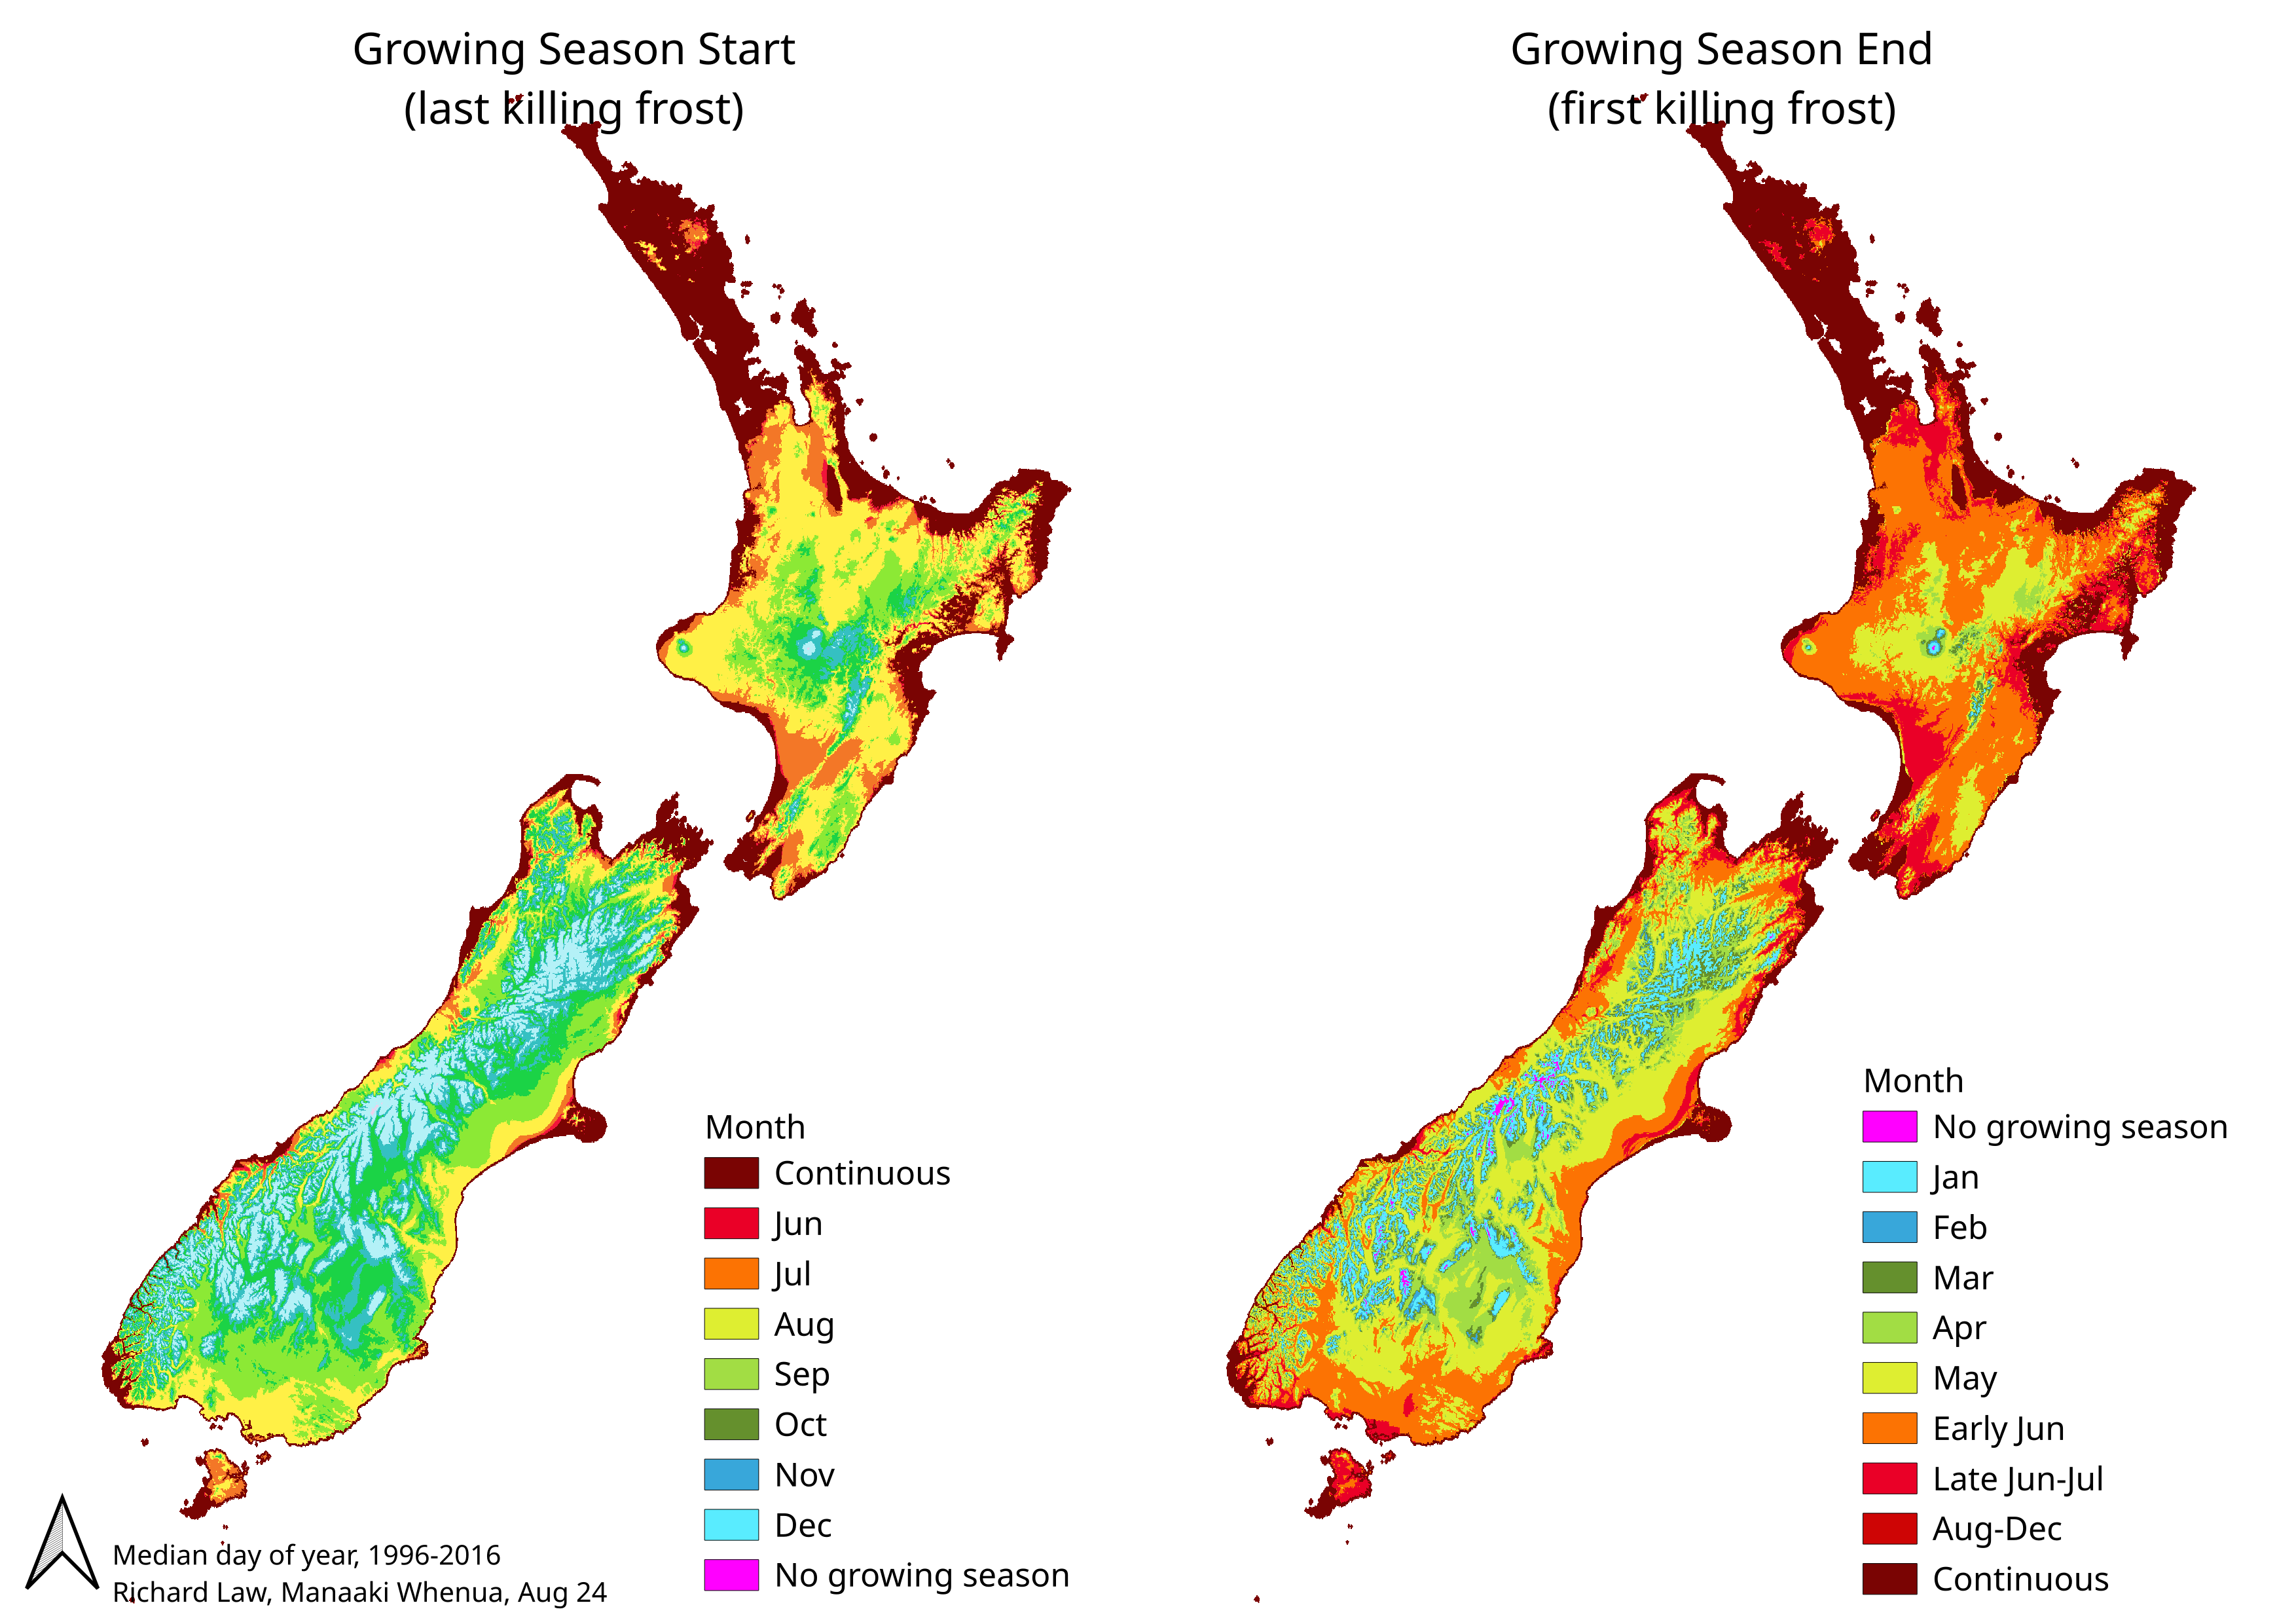 Growing Season Start
(last killing frost)
Growing Season End
(first killing frost)
Month
Continuous
Jun
Jul
Aug
Sep
Oct
Nov
Dec
No growing season
Month
No growing season
Jan
Feb
Mar
Apr
May
Early Jun
Late Jun-Jul
Aug-Dec
Continuous
Median day of year, 1996-2016
Richard Law, Manaaki Whenua, Aug 24